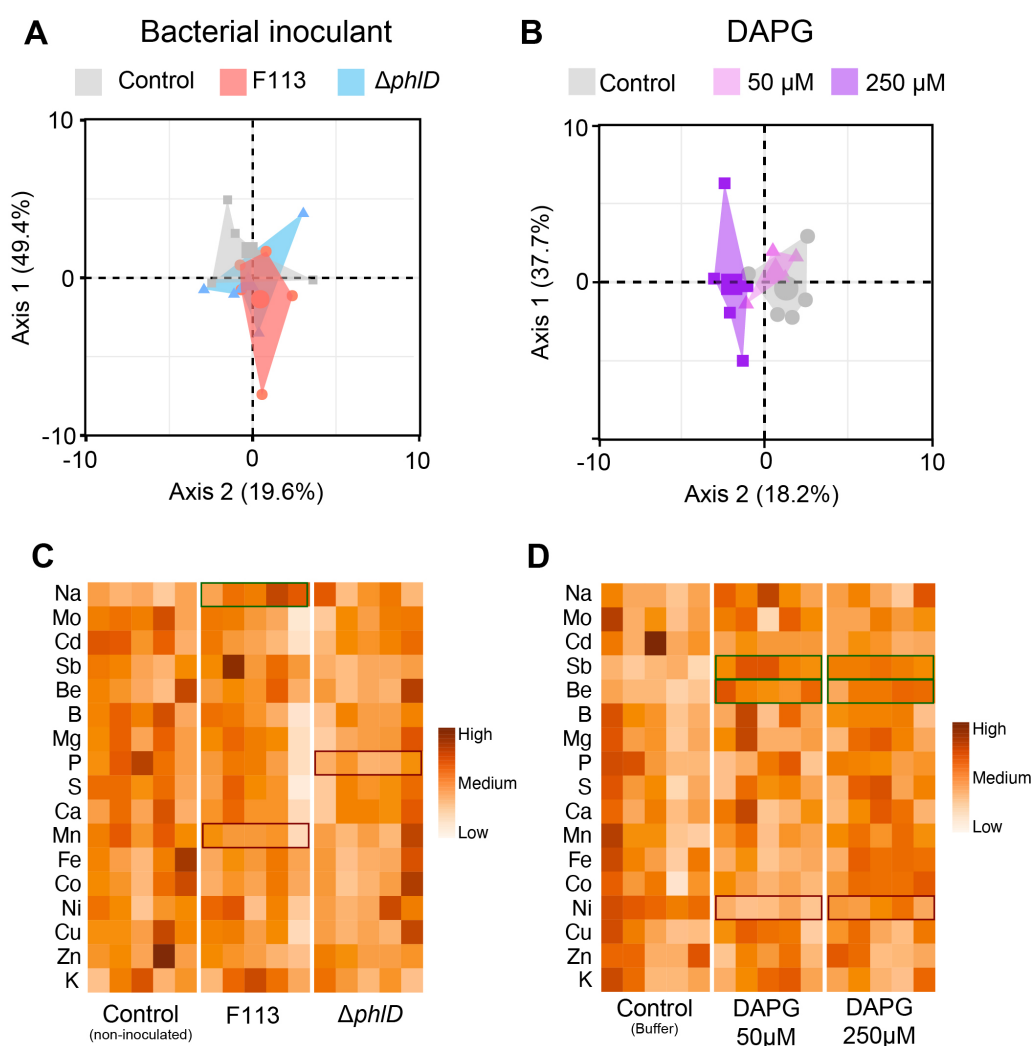 A
Bacterial inoculant
Control
F113
ΔphlD
10
0
-10
-10
0
10
Axis 1 (49.4%)
Axis 2 (19.6%)
B
DAPG
Control
50 µM
250 µM
10
0
-10
0
10
Axis 1 (37.7%)
Axis 2 (18.2%)
C
Na
Mo
Cd
Sb
Be
B
Mg
P
S
Ca
Mn
Fe
Co
Ni
Cu
Zn
K
Control
(non-inoculated)
F113
ΔphlD
High
Medium
Low
D
Na
Mo
Cd
Sb
Be
B
Mg
P
S
Ca
Mn
Fe
Co
Ni
Cu
Zn
K
Control
(Buffer)
DAPG
50µM
DAPG
250µM
High
Medium
Low